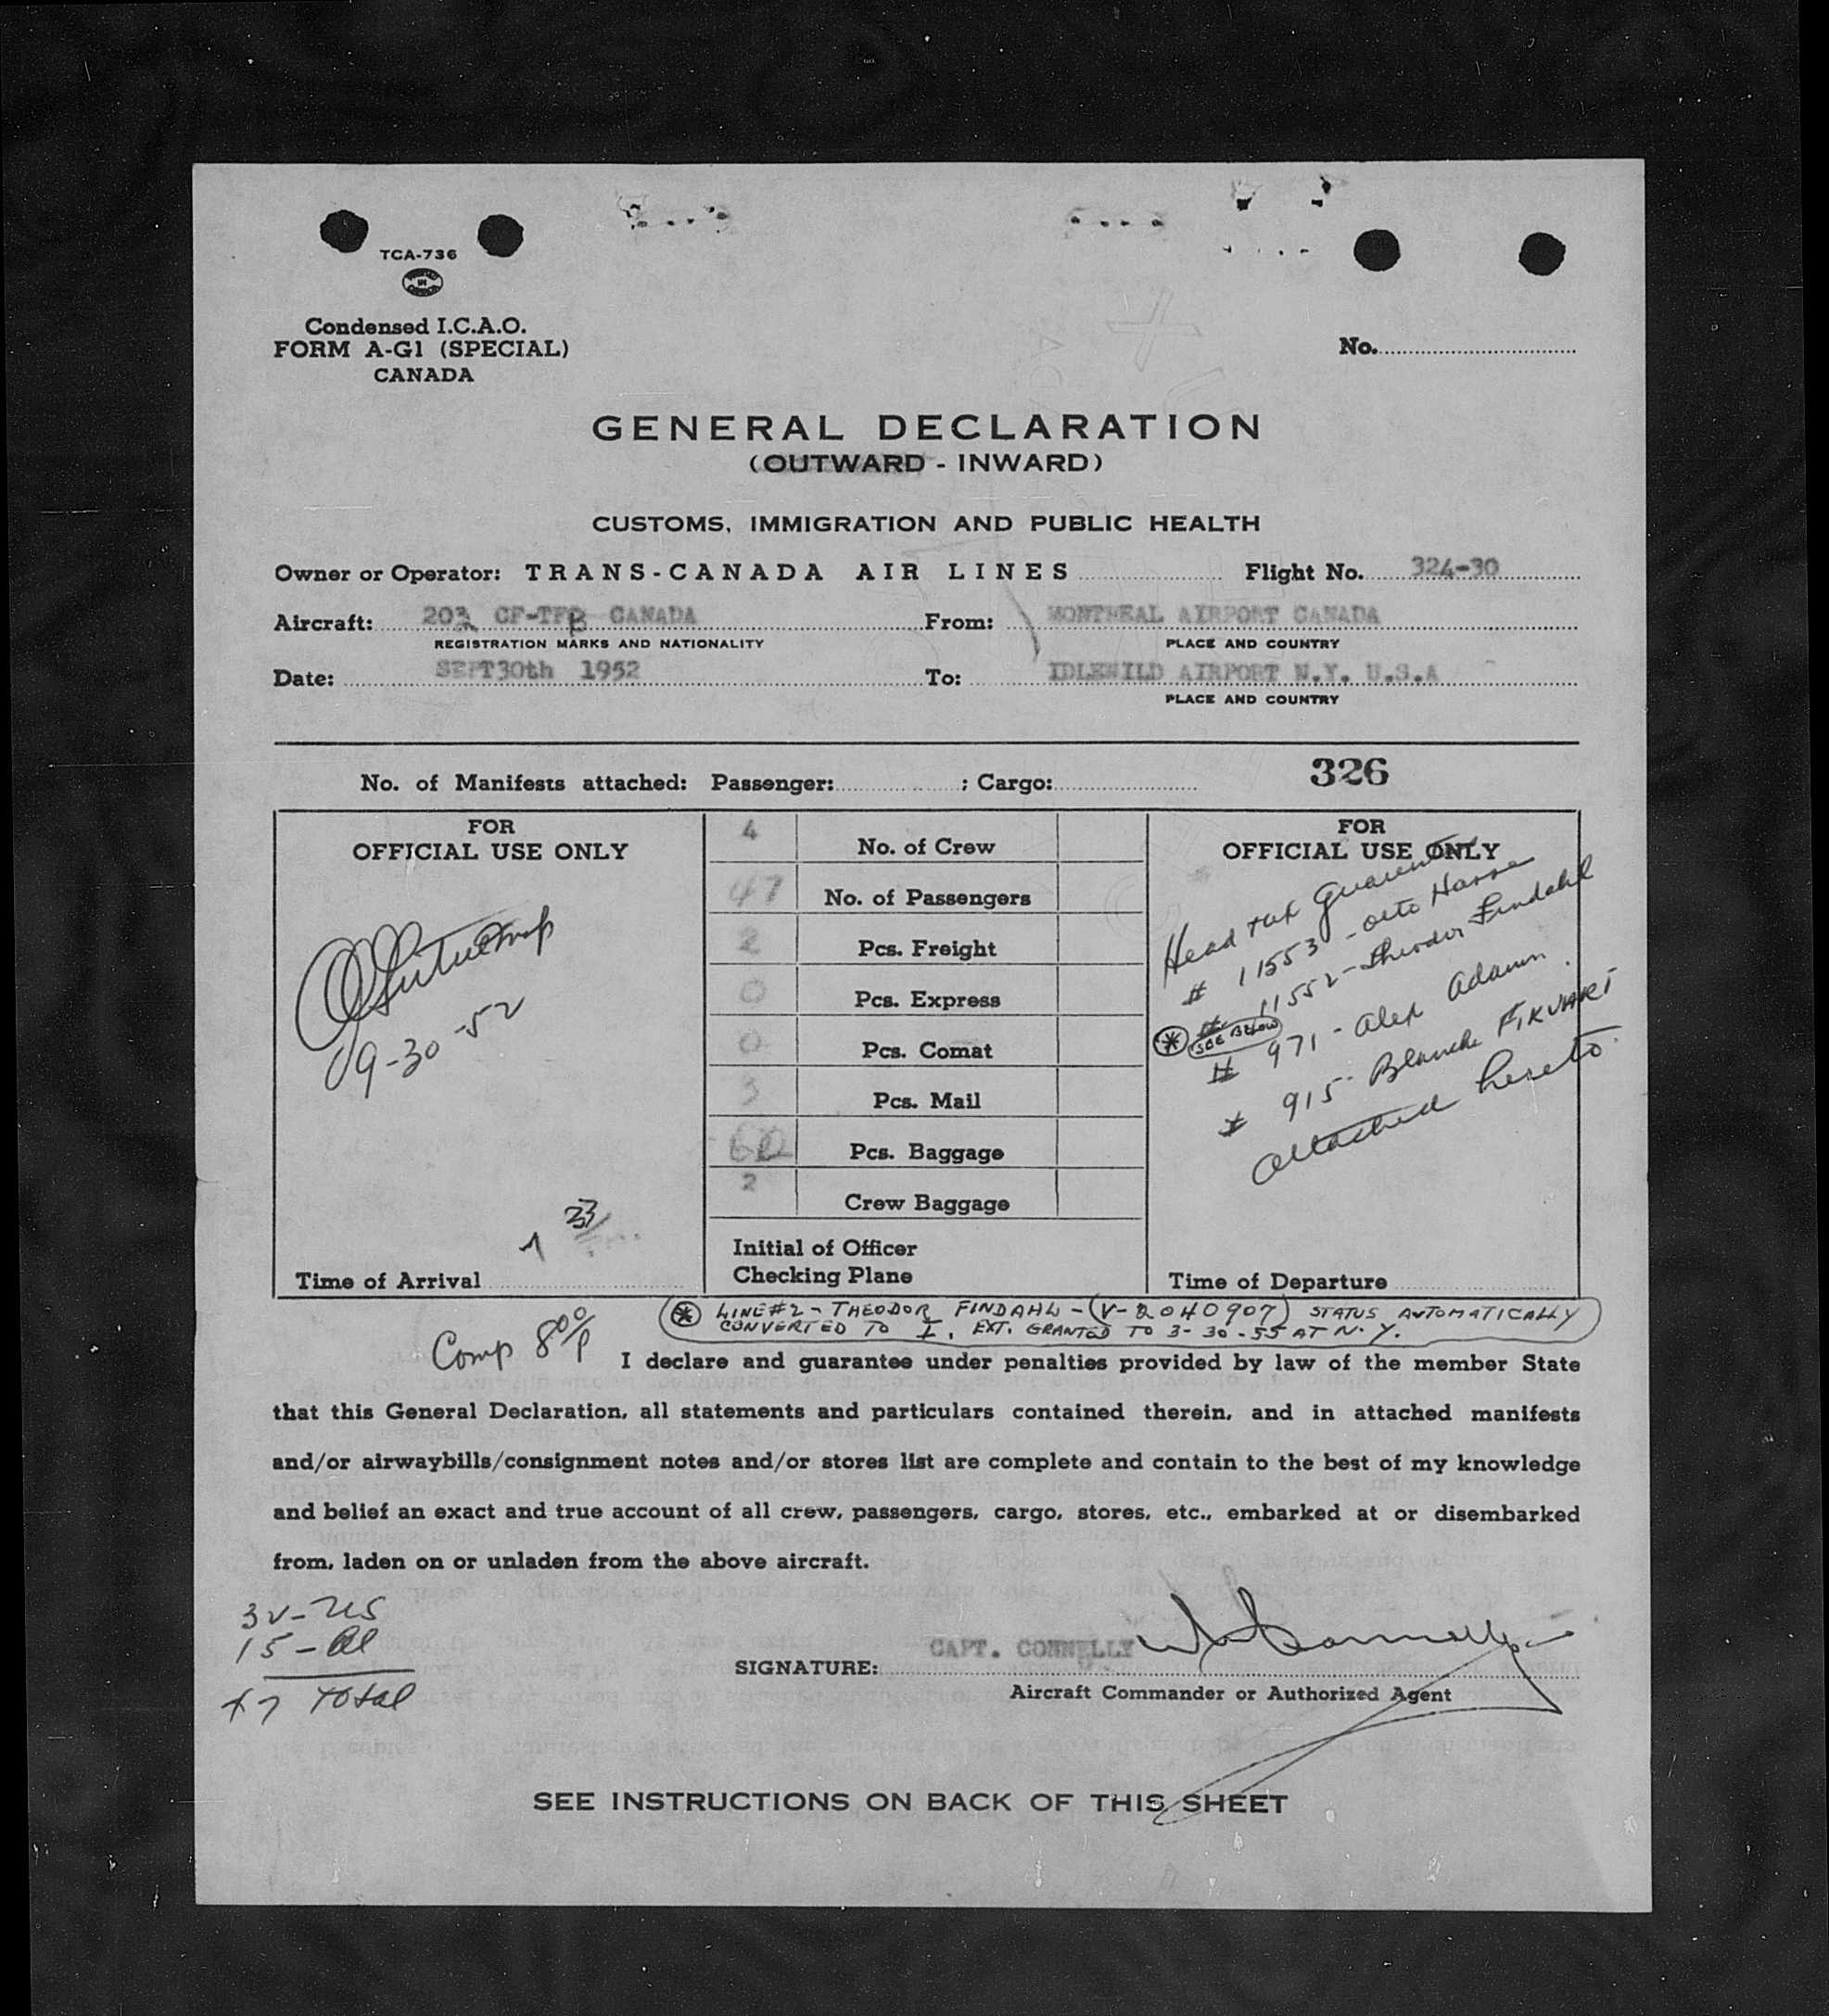 TCA-736
Condensed I.C.A.O.
FORM A-G1 (SPECIAL)
CANADA
No.
GENERAL DECLARATION
(OUTWARD - INWARD)
CUSTOMS, IMMIGRATION AND PUBLIC HEALTH
Owner or Operator: TRANS-CANADA AIR LINES Flight No. 324-30
Aircraft: 203 CF-TFB CANADA From: MONTREAL AIRPORT CANADA
REGISTRATION MARKS AND NATIONALITY PLACE AND COUNTRY
Date: SEPT30th 1952 To: IDLEWILD AIRPORT N.Y. U.S.A
PLACE AND COUNTRY
326
No. of Manifests attached: Passenger: ; Cargo:
FOR
OFFICIAL USE ONLY
9-30-52
33
Time of Arrival
4 No. of Crew
47 No. of Passengers
2 Pcs. Freight
0 Pcs. Express
0 Pcs. Comat
3 Pcs. Mail
Pcs. Baggage
2 Crew Baggage
Initial of Officer
Checking Plane
FOR
OFFICIAL USE ONLY
Head tax
# 11553 - Otto
# 11552 - Theodor Findahl
* SEE BELOW
# 971 - Alex
# 915 - Blanche FIKVART
attached hereto.
Time of Departure
* LINE #2 - THEODOR FINDAHL - (V-2040907) STATUS AUTOMATICALLY
CONVERTED TO I, EXT. GRANTED TO 3-30-55 AT N.Y.
Comp 8 00/P
I declare and guarantee under penalties provided by law of the member State
that this General Declaration, all statements and particulars contained therein, and in attached manifests
and/or airwaybills/consignment notes and/or stores list are complete and contain to the best of my knowledge
and belief an exact and true account of all crew, passengers, cargo, stores, etc., embarked at or disembarked
from, laden on or unladen from the above aircraft.
32-US
15-al
47 Total
SIGNATURE: CAPT. CONNELLY
Aircraft Commander or Authorized Agent
SEE INSTRUCTIONS ON BACK OF THIS SHEET